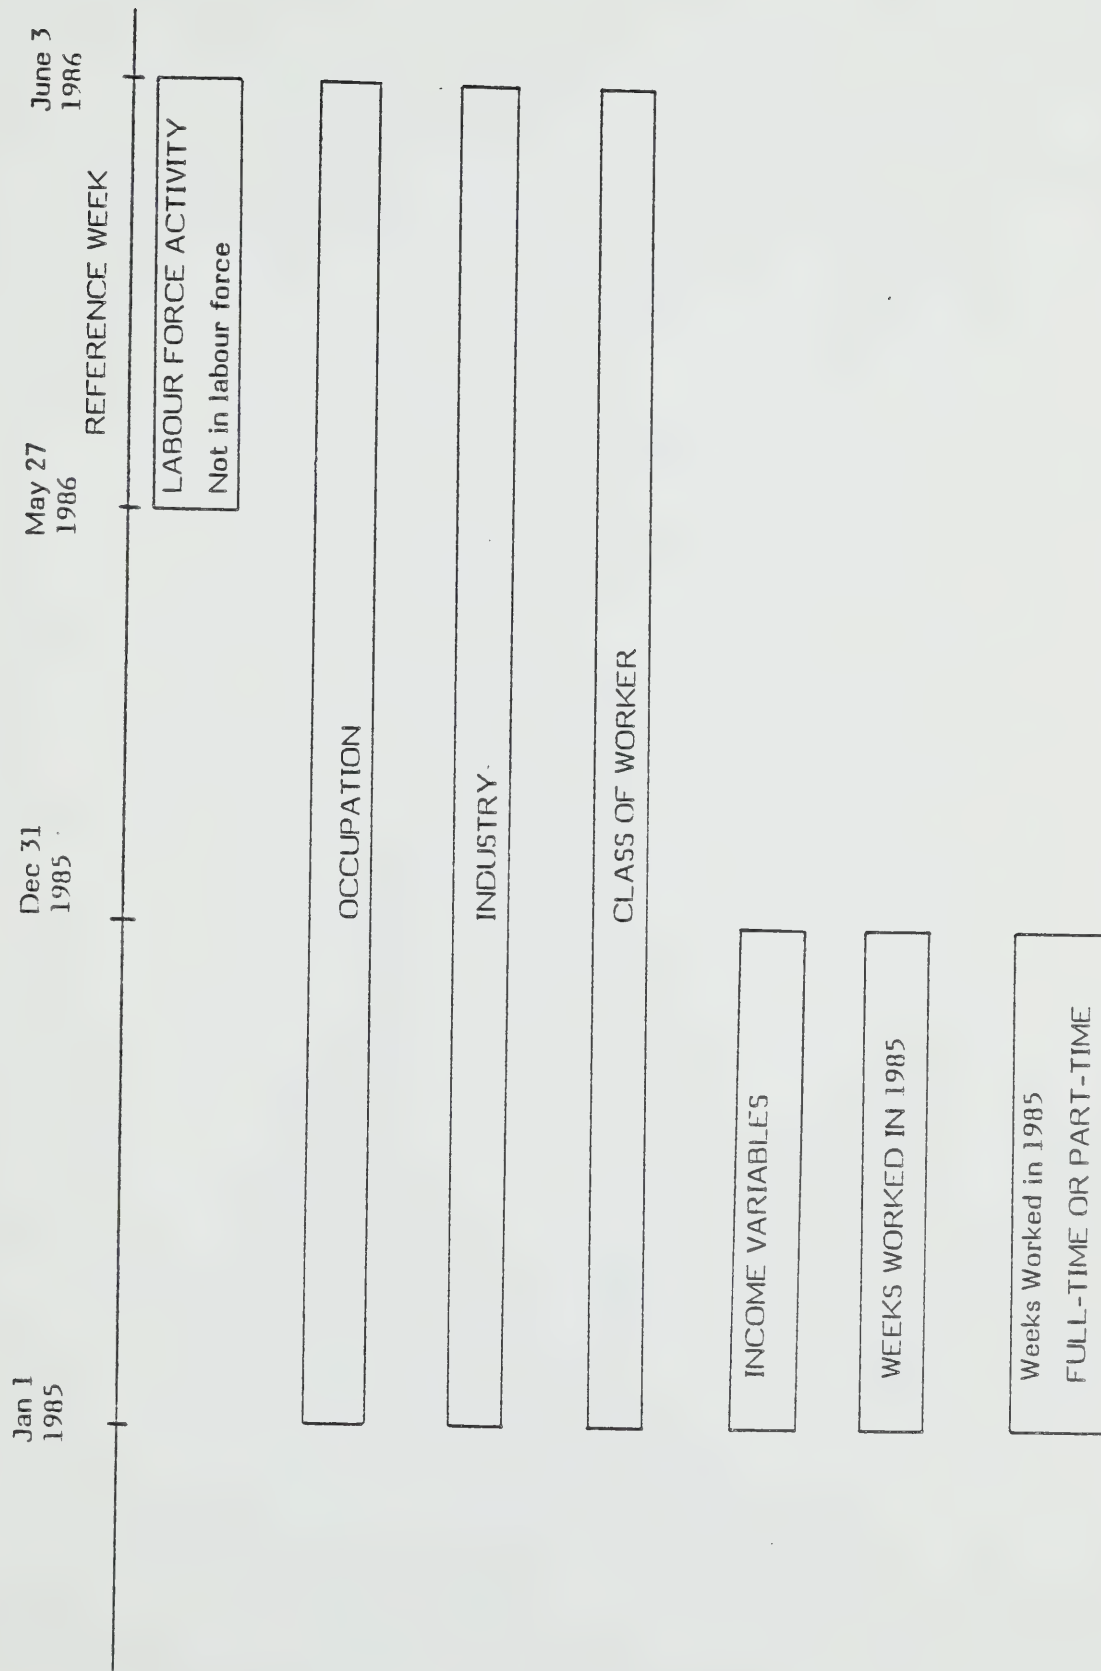 Jan 1
1985
Dec 31
1985
May 27
1986
June 3
1986
REFERENCE WEEK
LABOUR FORCE ACTIVITY
Not in labour force
OCCUPATION
INDUSTRY
CLASS OF WORKER
INCOME VARIABLES
WEEKS WORKED IN 1985
Weeks Worked in 1985
FULL-TIME OR PART-TIME